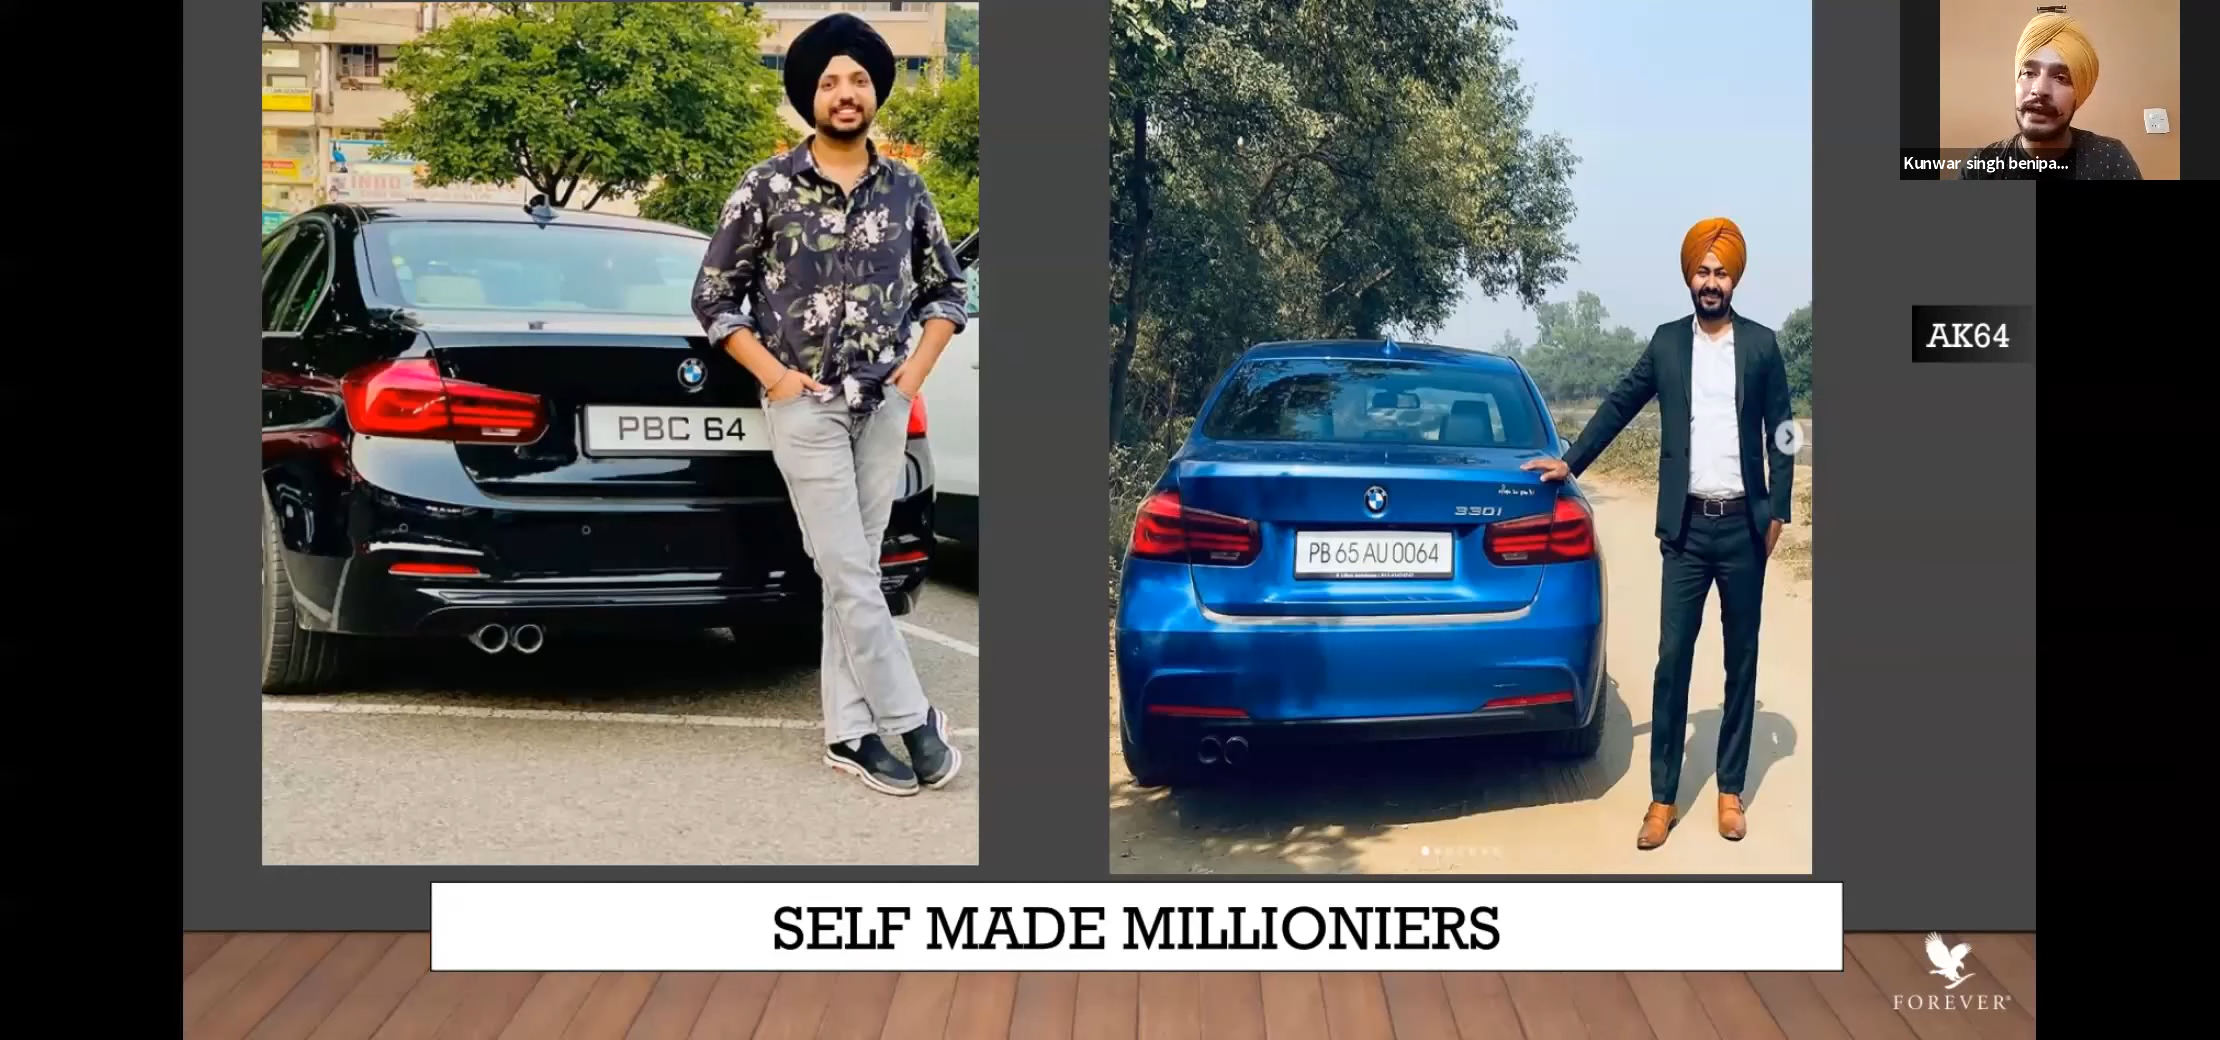 Kunwar singh benipa...
AK64
PBC 64
330i
PB 65 AU 0064
SELF MADE MILLIONIERS
FOREVER